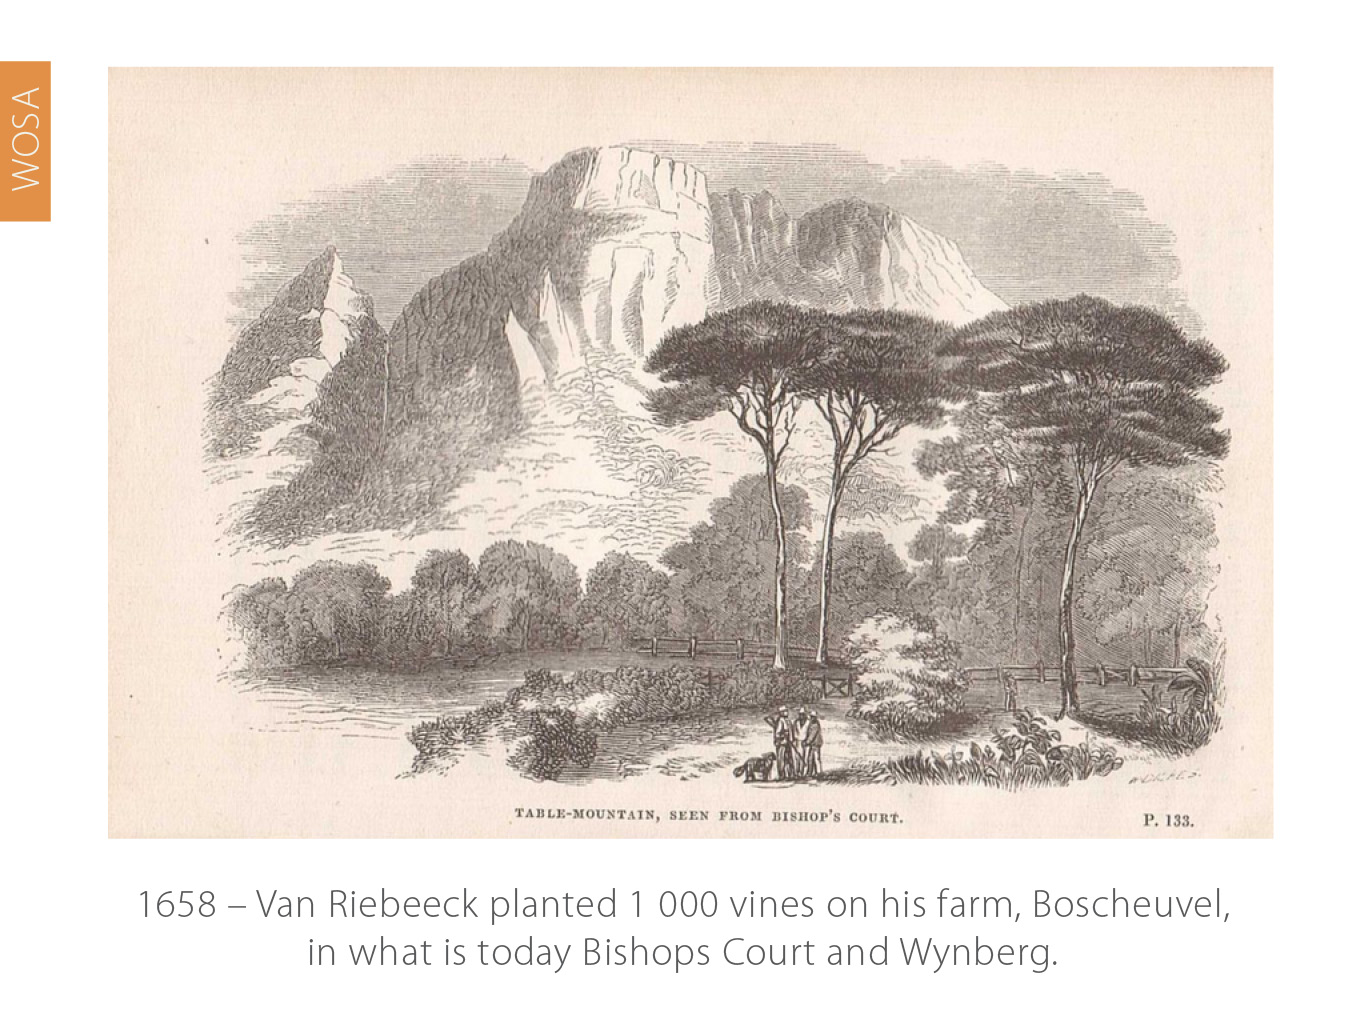 WOSA
TABLE-MOUNTAIN, SEEN FROM BISHOP'S COURT.
P. 133.
1658 – Van Riebeeck planted 1 000 vines on his farm, Boscheuvel,
in what is today Bishops Court and Wynberg.